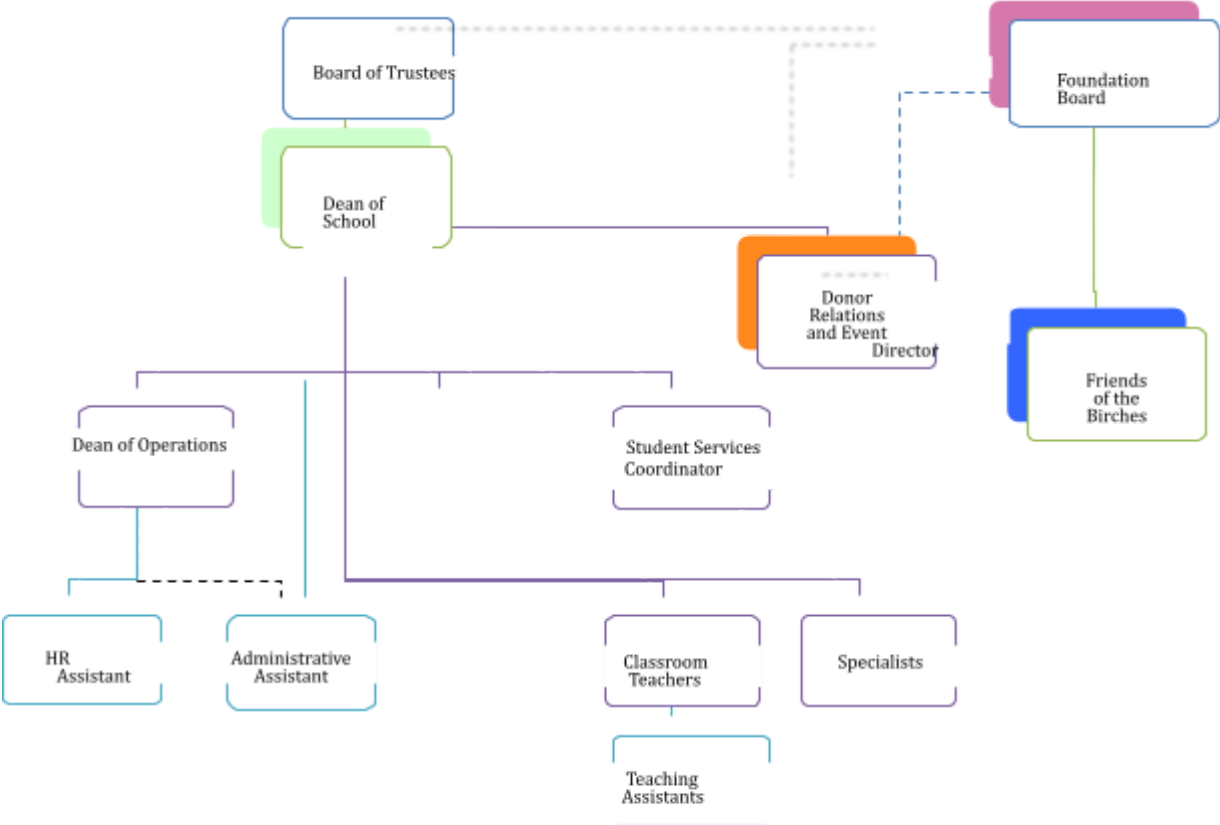 Board of Trustees
Foundation
Board
Dean of
School
Donor
Relations
and Event
Director
Friends
of the
Birches
Dean of Operations
Student Services
Coordinator
HR
Assistant
Administrative
Assistant
Classroom
Teachers
Specialists
Teaching
Assistants